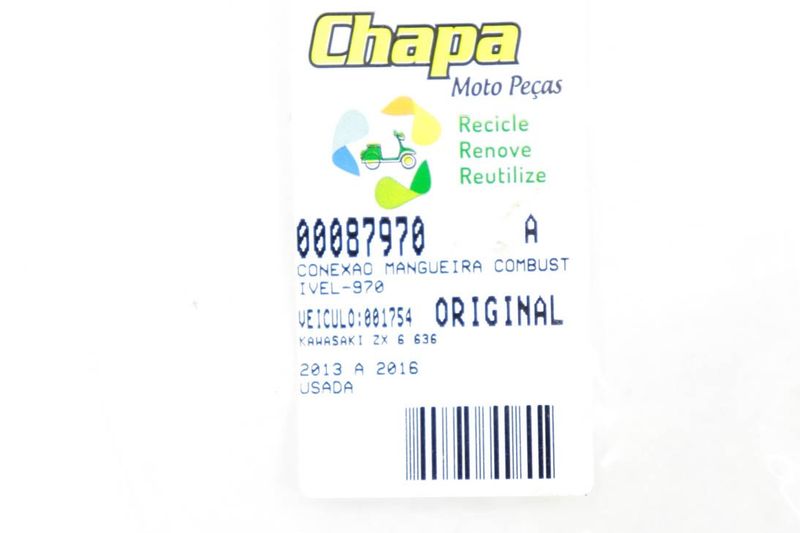 Chapa
Moto Peças
Recicle
Renove
Reutilize
00087970 A
CONEXAO MANGUEIRA COMBUST
IVEL-970
VEICULO:001754 ORIGINAL
KAWASAKI ZX 6 636
2013 A 2016
USADA